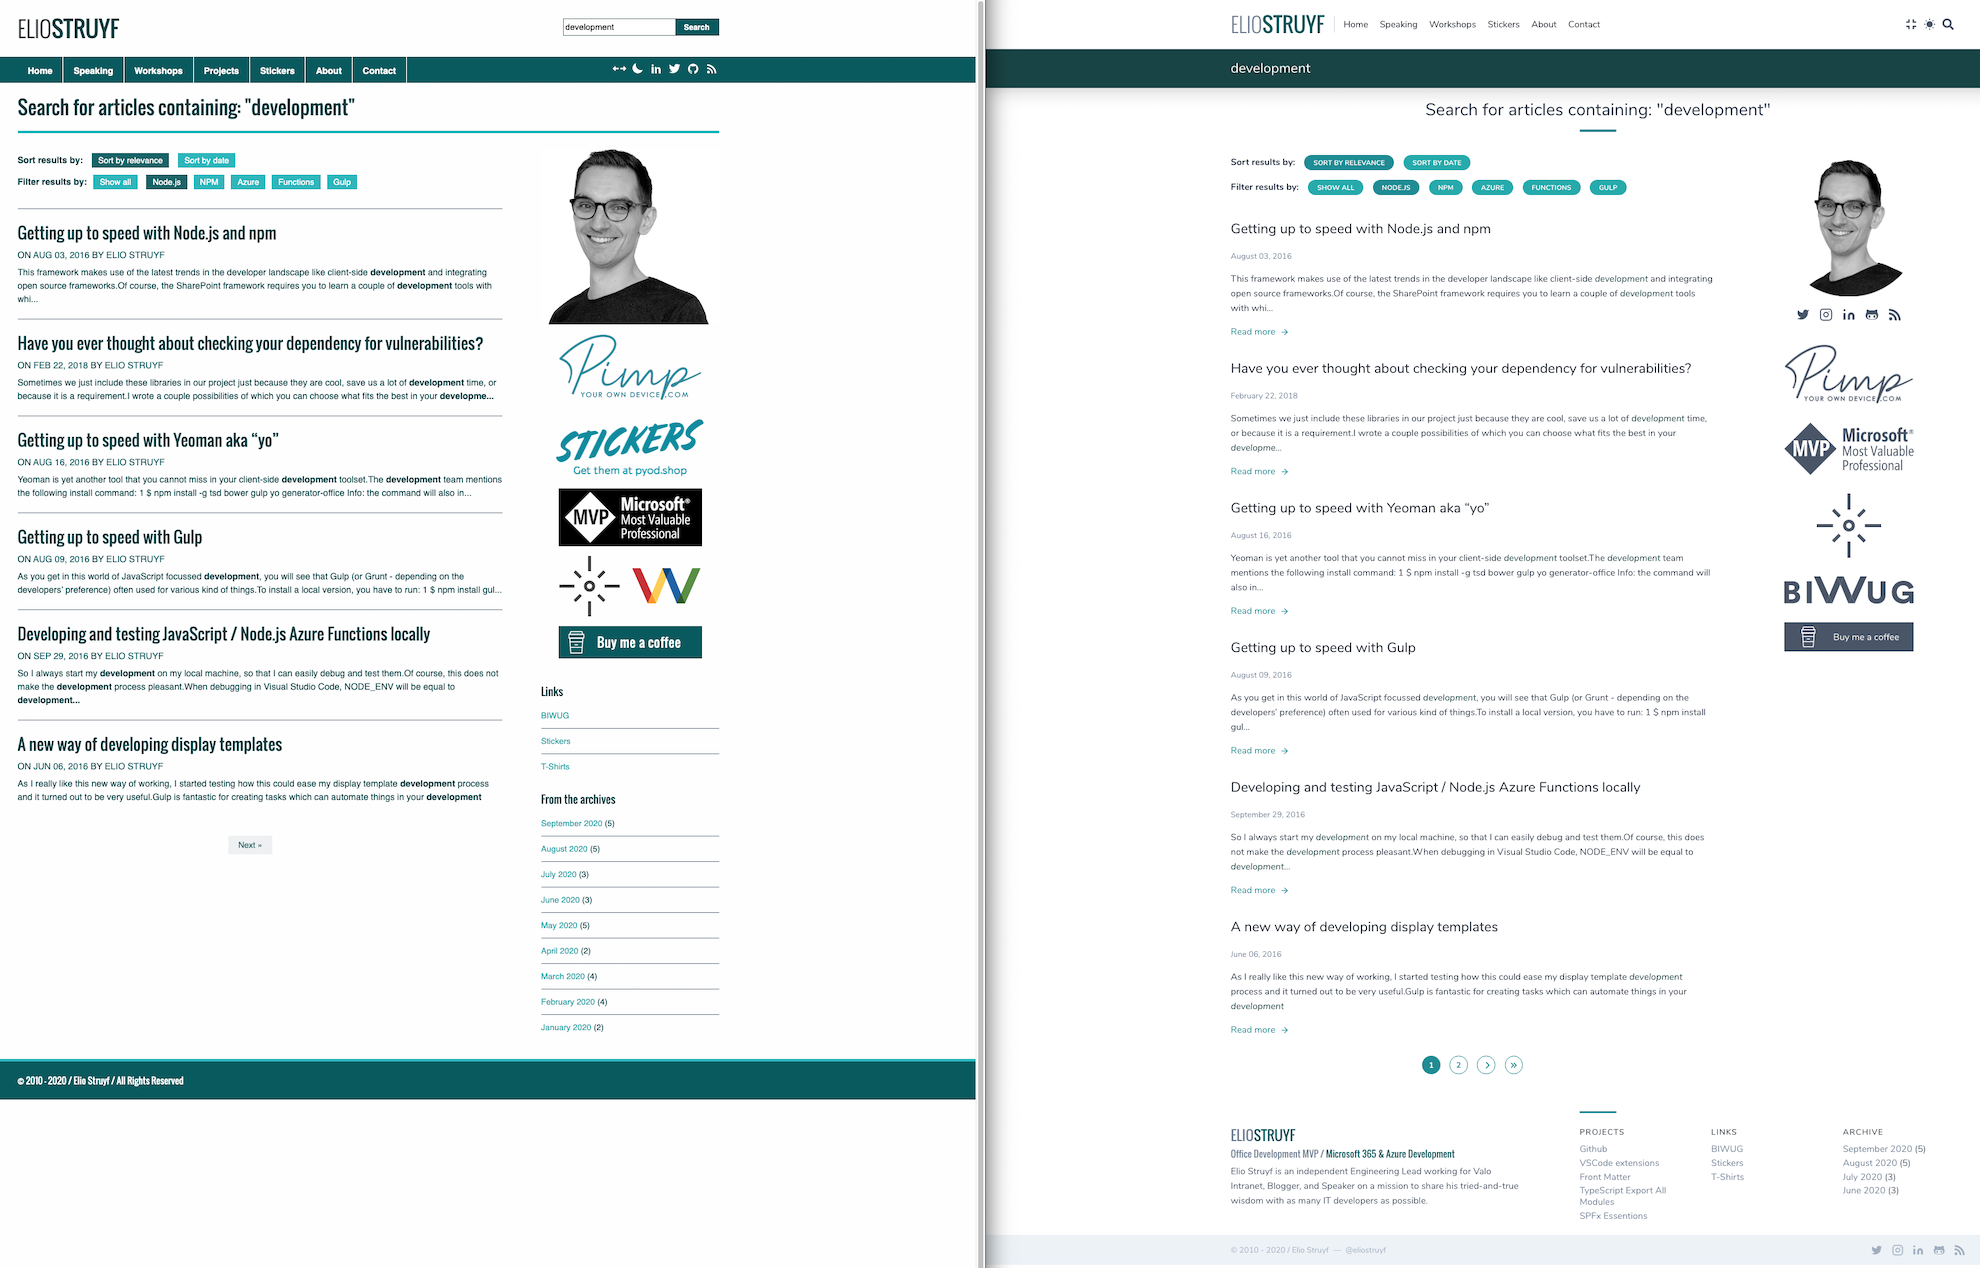 ELIOSTRUYF
development
Search
Home
Speaking
Workshops
Projects
Stickers
About
Contact
Search for articles containing: "development"
Sort results by: Sort by relevance Sort by date
Filter results by: Show all Node.js NPM Azure Functions Gulp
Getting up to speed with Node.js and npm
ON AUG 03, 2016 BY ELIO STRUYF
This framework makes use of the latest trends in the developer landscape like client-side development and integrating
open source frameworks.Of course, the SharePoint framework requires you to learn a couple of development tools with
whi...
Have you ever thought about checking your dependency for vulnerabilities?
ON FEB 22, 2018 BY ELIO STRUYF
Sometimes we just include these libraries in our project just because they are cool, save us a lot of development time, or
because it is a requirement.I wrote a couple possibilities of which you can choose what fits the best in your developme...
Getting up to speed with Yeoman aka “yo”
ON AUG 16, 2016 BY ELIO STRUYF
Yeoman is yet another tool that you cannot miss in your client-side development toolset.The development team mentions
the following install command: 1 $ npm install -g tsd bower gulp yo generator-office Info: the command will also in...
Getting up to speed with Gulp
ON AUG 09, 2016 BY ELIO STRUYF
As you get in this world of JavaScript focussed development, you will see that Gulp (or Grunt - depending on the
developers’ preference) often used for various kind of things.To install a local version, you have to run: 1 $ npm install gul...
Developing and testing JavaScript / Node.js Azure Functions locally
ON SEP 29, 2016 BY ELIO STRUYF
So I always start my development on my local machine, so that I can easily debug and test them.Of course, this does not
make the development process pleasant.When debugging in Visual Studio Code, NODE_ENV will be equal to
development...
A new way of developing display templates
ON JUN 06, 2016 BY ELIO STRUYF
As I really like this new way of working, I started testing how this could ease my display template development process
and it turned out to be very useful.Gulp is fantastic for creating tasks which can automate things in your development
Next »
Pimp
YOUR OWN DEVICE.COM
STICKERS
Get them at pyod.shop
MVP
Microsoft®
Most Valuable
Professional
Buy me a coffee
Links
BIWUG
Stickers
T-Shirts
From the archives
September 2020 (5)
August 2020 (5)
July 2020 (3)
June 2020 (3)
May 2020 (5)
April 2020 (2)
March 2020 (4)
February 2020 (4)
January 2020 (2)
© 2010 - 2020 / Elio Struyf / All Rights Reserved
ELIOSTRUYF
Home
Speaking
Workshops
Stickers
About
Contact
development
Search for articles containing: "development"
Sort results by: SORT BY RELEVANCE SORT BY DATE
Filter results by: SHOW ALL NODE.JS NPM AZURE FUNCTIONS GULP
Getting up to speed with Node.js and npm
August 03, 2016
This framework makes use of the latest trends in the developer landscape like client-side development and integrating
open source frameworks.Of course, the SharePoint framework requires you to learn a couple of development tools
with whi...
Read more →
Have you ever thought about checking your dependency for vulnerabilities?
February 22, 2018
Sometimes we just include these libraries in our project just because they are cool, save us a lot of development time,
or because it is a requirement.I wrote a couple possibilities of which you can choose what fits the best in your
developme...
Read more →
Getting up to speed with Yeoman aka “yo”
August 16, 2016
Yeoman is yet another tool that you cannot miss in your client-side development toolset.The development team
mentions the following install command: 1 $ npm install -g tsd bower gulp yo generator-office Info: the command will
also in...
Read more →
Getting up to speed with Gulp
August 09, 2016
As you get in this world of JavaScript focussed development, you will see that Gulp (or Grunt - depending on the
developers’ preference) often used for various kind of things.To install a local version, you have to run: 1 $ npm install
gul...
Read more →
Developing and testing JavaScript / Node.js Azure Functions locally
September 29, 2016
So I always start my development on my local machine, so that I can easily debug and test them.Of course, this does
not make the development process pleasant.When debugging in Visual Studio Code, NODE_ENV will be equal to
development...
Read more →
A new way of developing display templates
June 06, 2016
As I really like this new way of working, I started testing how this could ease my display template development
process and it turned out to be very useful.Gulp is fantastic for creating tasks which can automate things in your
development
Read more →
1 2 › »
Pimp
YOUR OWN DEVICE.COM
MVP
Microsoft®
Most Valuable
Professional
BIWUG
Buy me a coffee
ELIOSTRUYF
Office Development MVP / Microsoft 365 & Azure Development
Elio Struyf is an independent Engineering Lead working for Valo
Intranet, Blogger, and Speaker on a mission to share his tried-and-true
wisdom with as many IT developers as possible.
PROJECTS
Github
VSCode extensions
Front Matter
TypeScript Export All
Modules
SPFx Essentions
LINKS
BIWUG
Stickers
T-Shirts
ARCHIVE
September 2020 (5)
August 2020 (5)
July 2020 (3)
June 2020 (3)
© 2010 - 2020 / Elio Struyf — @eliostruyf